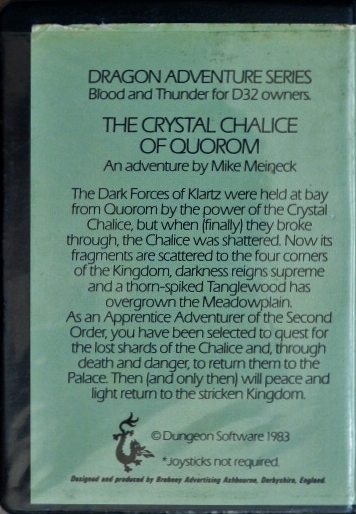 DRAGON ADVENTURE SERIES
Blood and Thunder for D32 owners.
THE CRYSTAL CHALICE
OF QUOROM
An adventure by Mike Meineck
The Dark Forces of Klartz were held at bay
from Quorom by the power of the Crystal
Chalice, but when (finally) they broke
through, the Chalice was shattered. Now its
fragments are scattered to the four corners
of the Kingdom, darkness reigns supreme
and a thorn-spiked Tanglewood has
overgrown the Meadowplain.
As an Apprentice Adventurer of the Second
Order, you have been selected to quest for
the lost shards of the Chalice and, through
death and danger, to return them to the
Palace. Then (and only then) will peace and
light return to the stricken Kingdom.
©Dungeon Software 1983
*Joysticks not required.
Designed and produced by Advertising Ashbourne, Derbyshire, England.